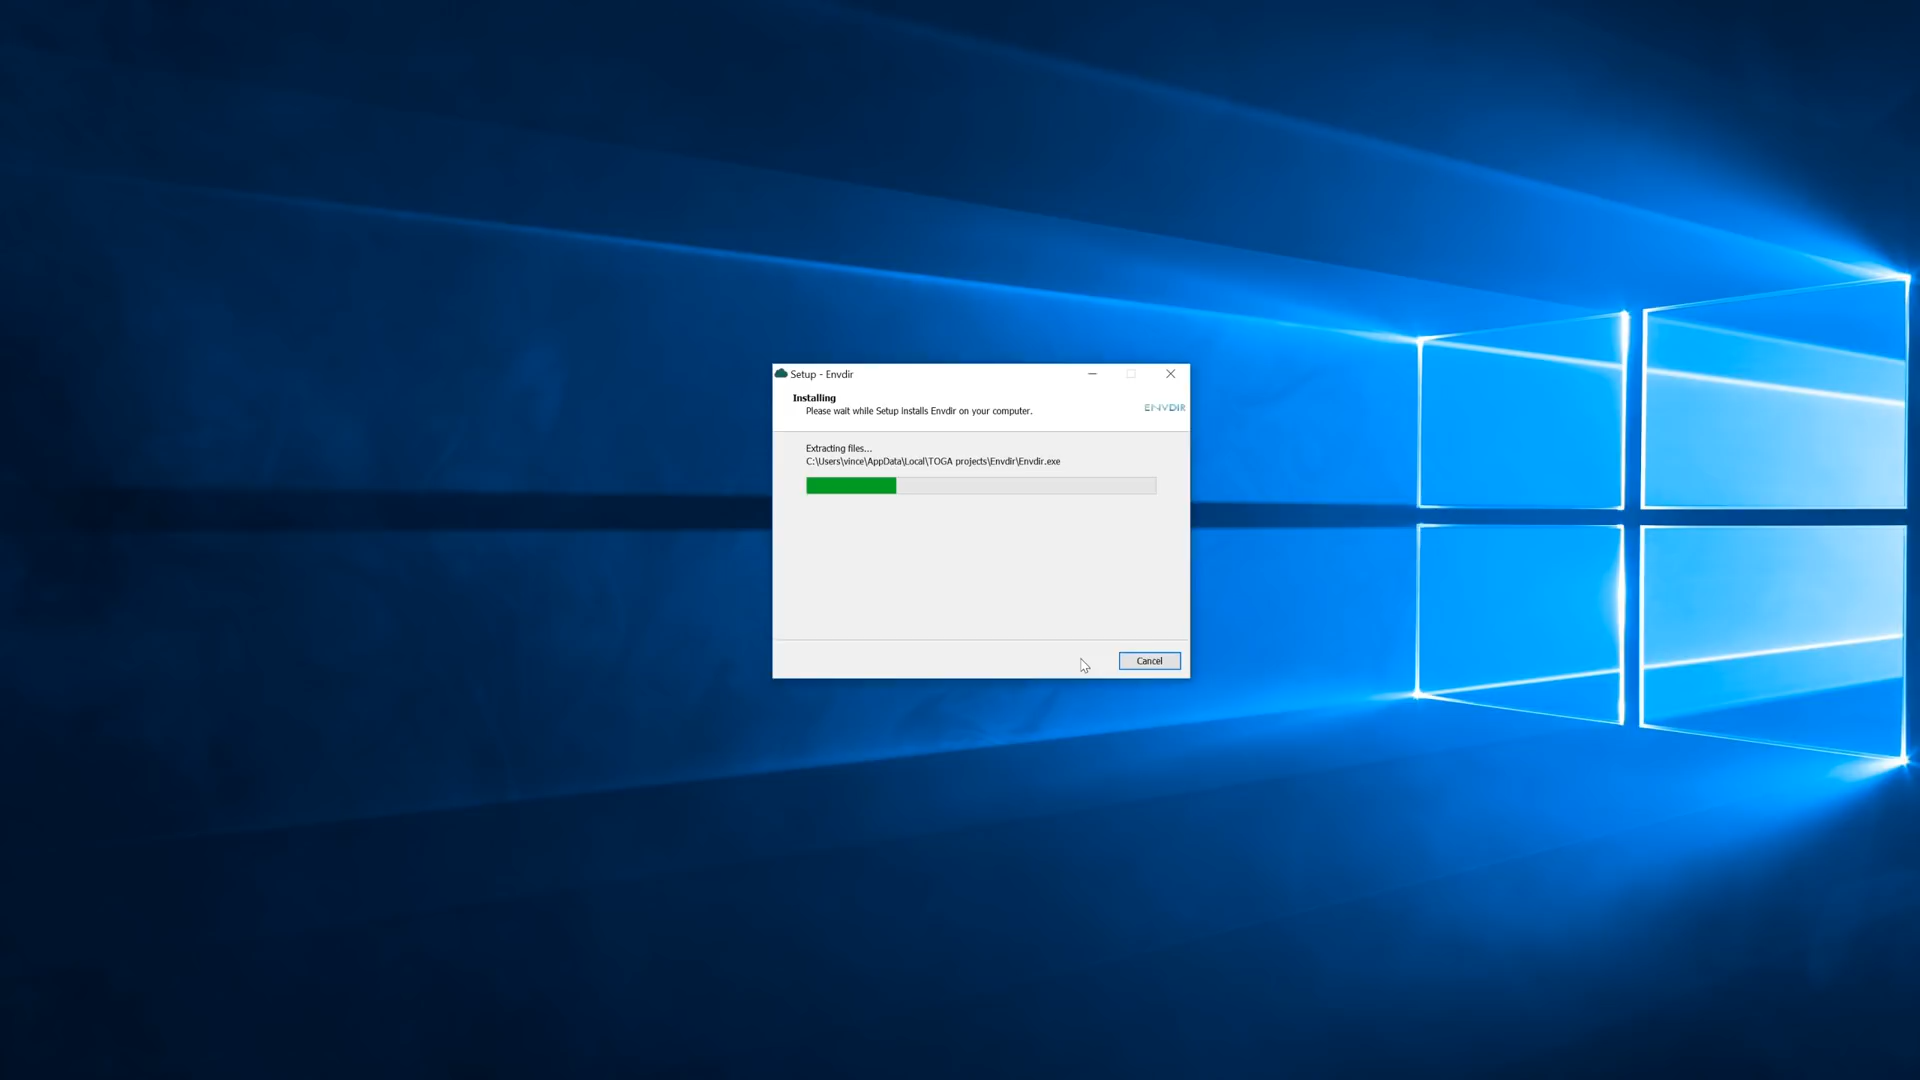 Setup - Envdir
Installing
Please wait while Setup installs Envdir on your computer.
ENVDIR
Extracting files...
C:\Users\vince\AppData\Local\TOGA projects\Envdir\Envdir.exe
Cancel